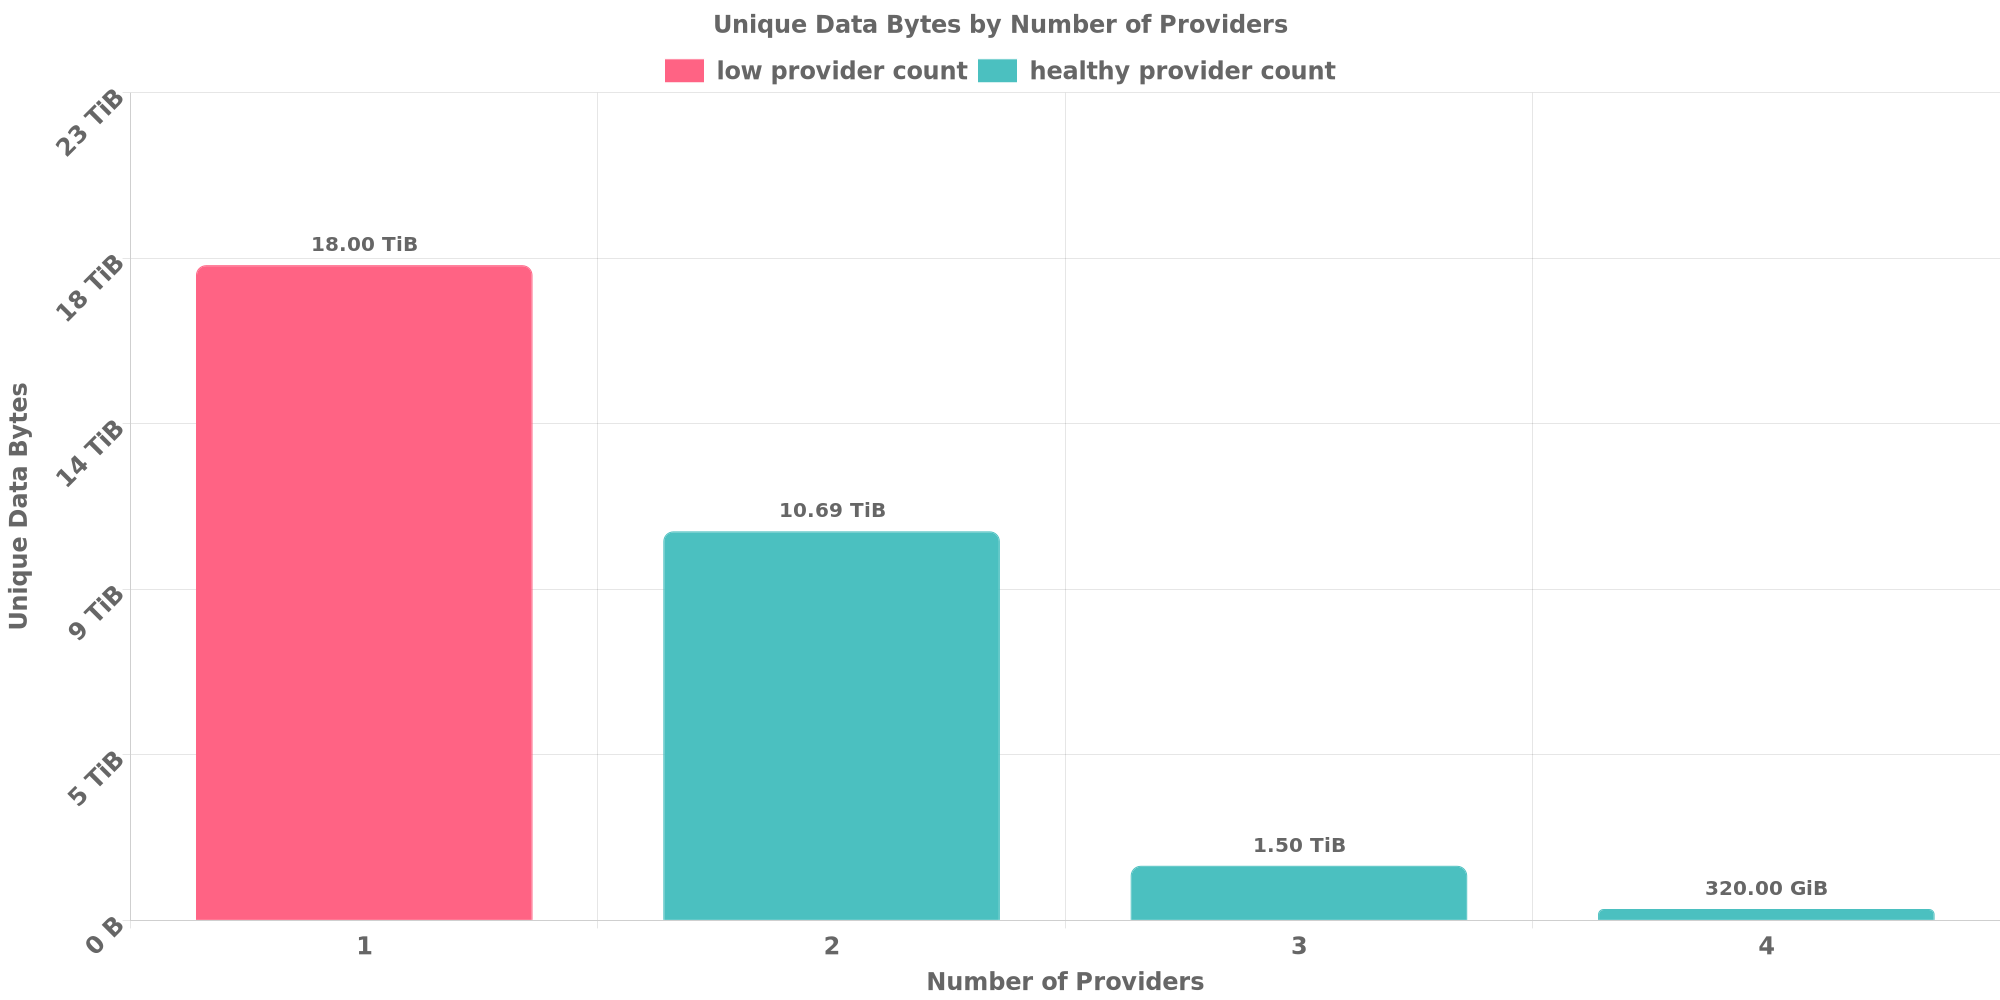 Unique Data Bytes by Number of Providers
low provider count healthy provider count
23 TiB
18 TiB
14 TiB
9 TiB
5 TiB
0 B
Unique Data Bytes
18.00 TiB
10.69 TiB
1.50 TiB
320.00 GiB
1 2 3 4
Number of Providers